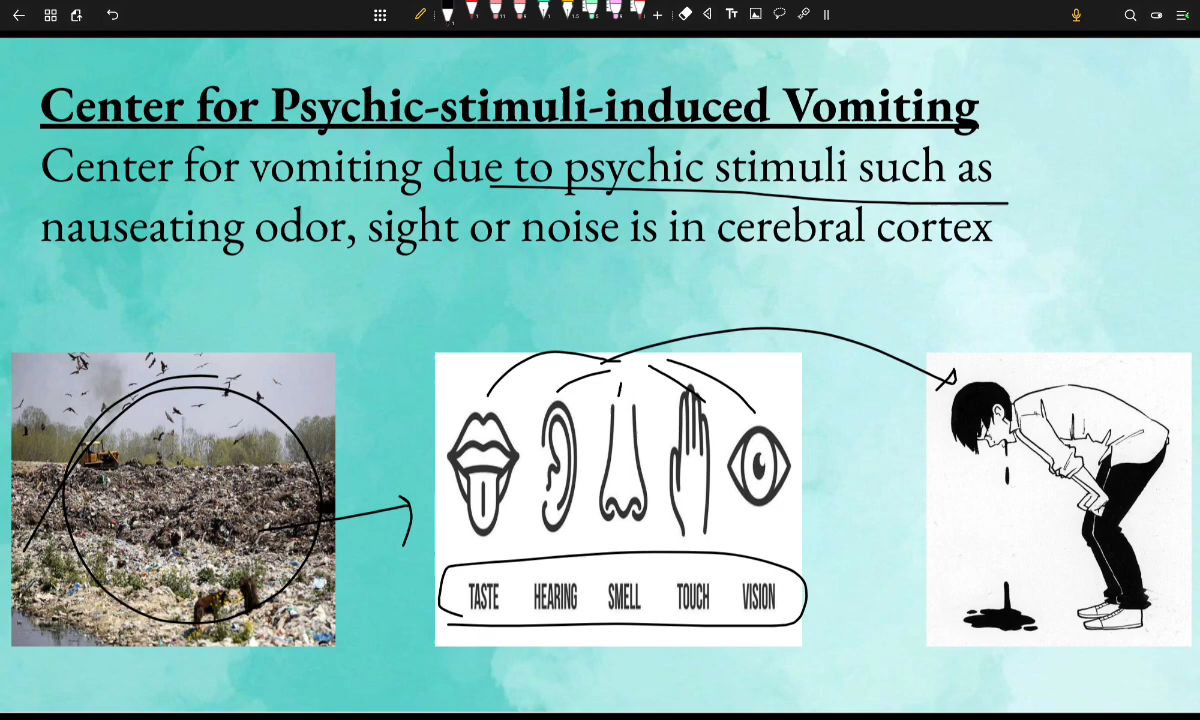 Center for Psychic-stimuli-induced Vomiting
Center for vomiting due to psychic stimuli such as
nauseating odor, sight or noise is in cerebral cortex
TASTE HEARING SMELL TOUCH VISION